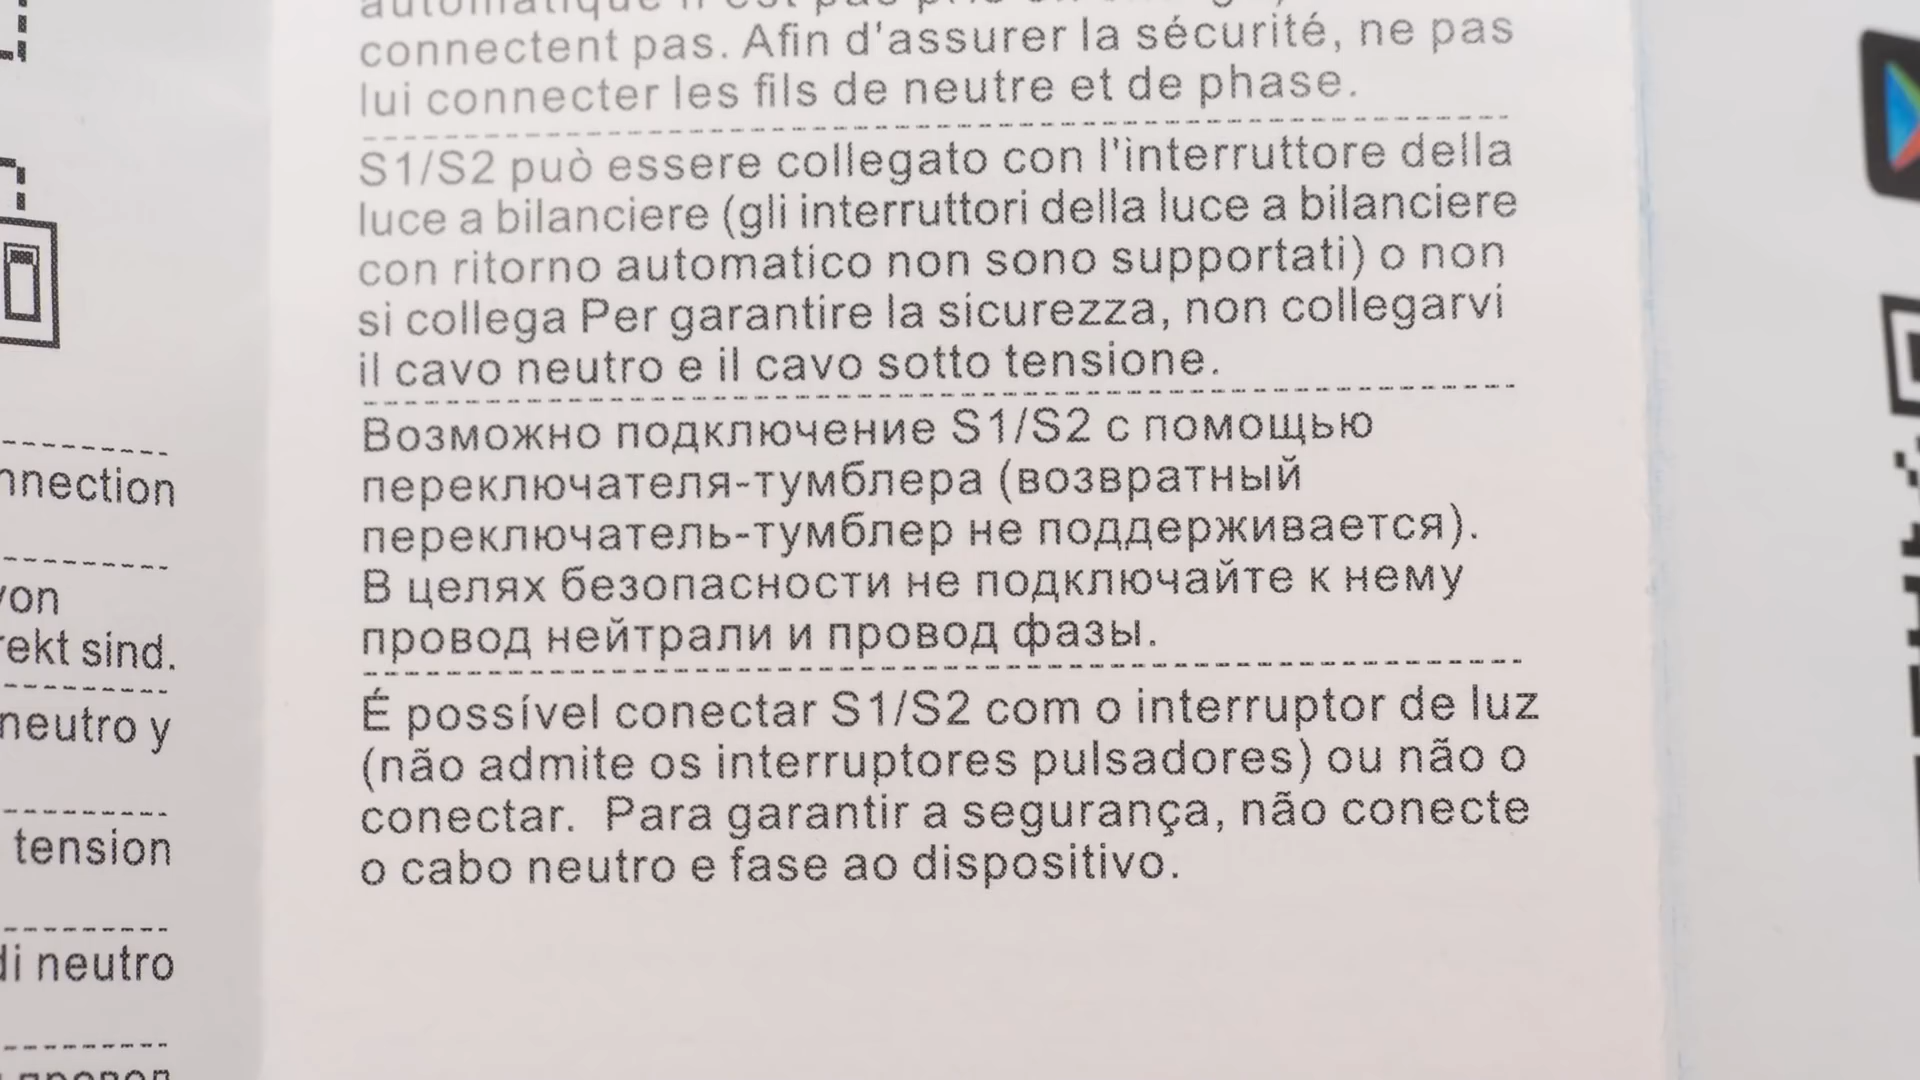 connectent pas. Afin d'assurer la sécurité, ne pas
lui connecter les fils de neutre et de phase.
S1/S2 può essere collegato con l'interruttore della
luce a bilanciere (gli interruttori della luce a bilanciere
con ritorno automatico non sono supportati) o non
si collega Per garantire la sicurezza, non collegarvi
il cavo neutro e il cavo sotto tensione.
Возможно подключение S1/S2 с помощью
переключателя-тумблера (возвратный
переключатель-тумблер не поддерживается).
В целях безопасности не подключайте к нему
провод нейтрали и провод фазы.
É possível conectar S1/S2 com o interruptor de luz
(não admite os interruptores pulsadores) ou não o
conectar. Para garantir a segurança, não conecte
o cabo neutro e fase ao dispositivo.
sind.
neutro y
tension
neutro